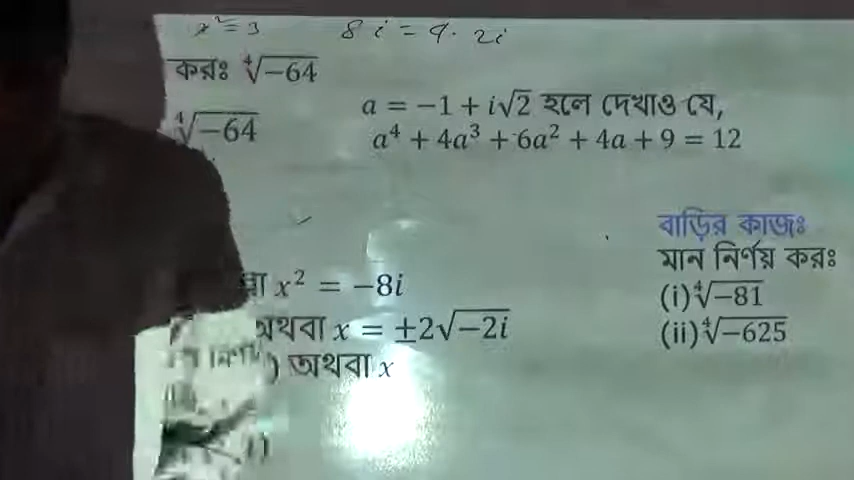 x² = 3
8i = 4. 2i
করঃ ∜−64
∜−64
a = −1 + i√2 হলে দেখাও যে,
a⁴ + 4a³ + 6a² + 4a + 9 = 12
x² = −8i
অথবা x = ±2√−2i
অথবা x
বাড়ির কাজঃ
মান নির্ণয় করঃ
(i)∜−81
(ii)∜−625